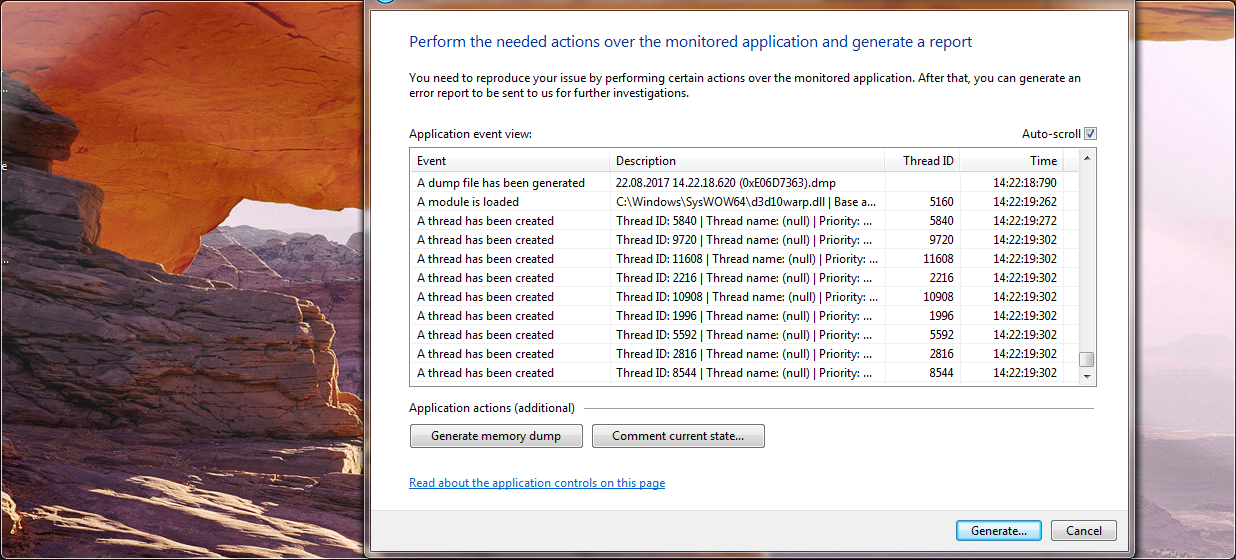 Perform the needed actions over the monitored application and generate a report
You need to reproduce your issue by performing certain actions over the monitored application. After that, you can generate an
error report to be sent to us for further investigations.
Application event view: Auto-scroll
Event Description Thread ID Time
A dump file has been generated 22.08.2017 14.22.18.620 (0xE06D7363).dmp 14:22:18:790
A module is loaded C:\Windows\SysWOW64\d3d10warp.dll | Base a... 5160 14:22:19:262
A thread has been created Thread ID: 5840 | Thread name: (null) | Priority: ... 5840 14:22:19:272
A thread has been created Thread ID: 9720 | Thread name: (null) | Priority: ... 9720 14:22:19:302
A thread has been created Thread ID: 11608 | Thread name: (null) | Priority: ... 11608 14:22:19:302
A thread has been created Thread ID: 2216 | Thread name: (null) | Priority: ... 2216 14:22:19:302
A thread has been created Thread ID: 10908 | Thread name: (null) | Priority: ... 10908 14:22:19:302
A thread has been created Thread ID: 1996 | Thread name: (null) | Priority: ... 1996 14:22:19:302
A thread has been created Thread ID: 5592 | Thread name: (null) | Priority: ... 5592 14:22:19:302
A thread has been created Thread ID: 2816 | Thread name: (null) | Priority: ... 2816 14:22:19:302
A thread has been created Thread ID: 8544 | Thread name: (null) | Priority: ... 8544 14:22:19:302
Application actions (additional)
Generate memory dump Comment current state...
Read about the application controls on this page
Generate... Cancel